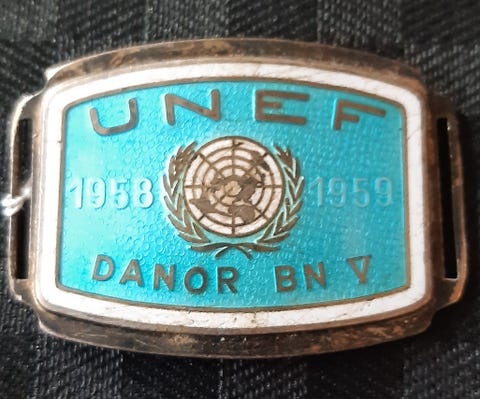 UNEF
1958 1959
DANOR BN V